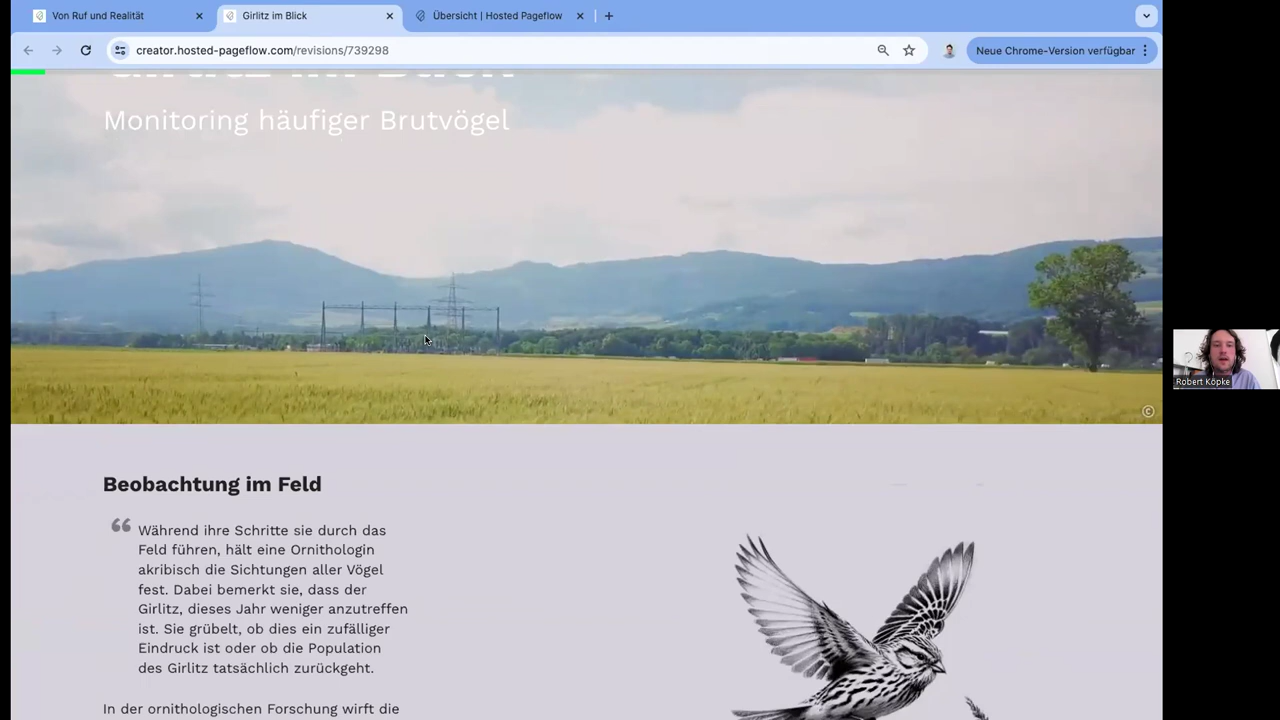 Von Ruf und Realität
Girlitz im Blick
Übersicht | Hosted Pageflow
creator.hosted-pageflow.com/revisions/739298
Neue Chrome-Version verfügbar
Monitoring häufiger Brutvögel
©
Robert Köpke
Beobachtung im Feld
“ Während ihre Schritte sie durch das
Feld führen, hält eine Ornithologin
akribisch die Sichtungen aller Vögel
fest. Dabei bemerkt sie, dass der
Girlitz, dieses Jahr weniger anzutreffen
ist. Sie grübelt, ob dies ein zufälliger
Eindruck ist oder ob die Population
des Girlitz tatsächlich zurückgeht.
In der ornithologischen Forschung wirft die